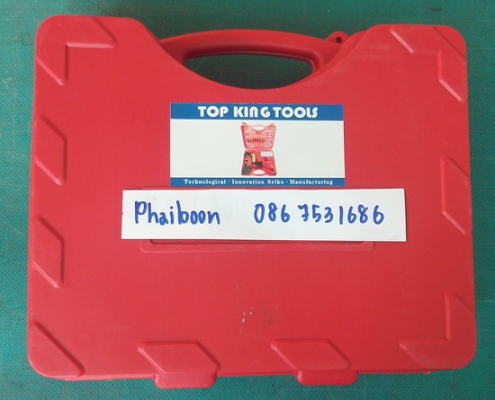 TOP KING TOOLS
Technological - Innovation Seiko - Manufacturing
Phaiboon 086 7531686